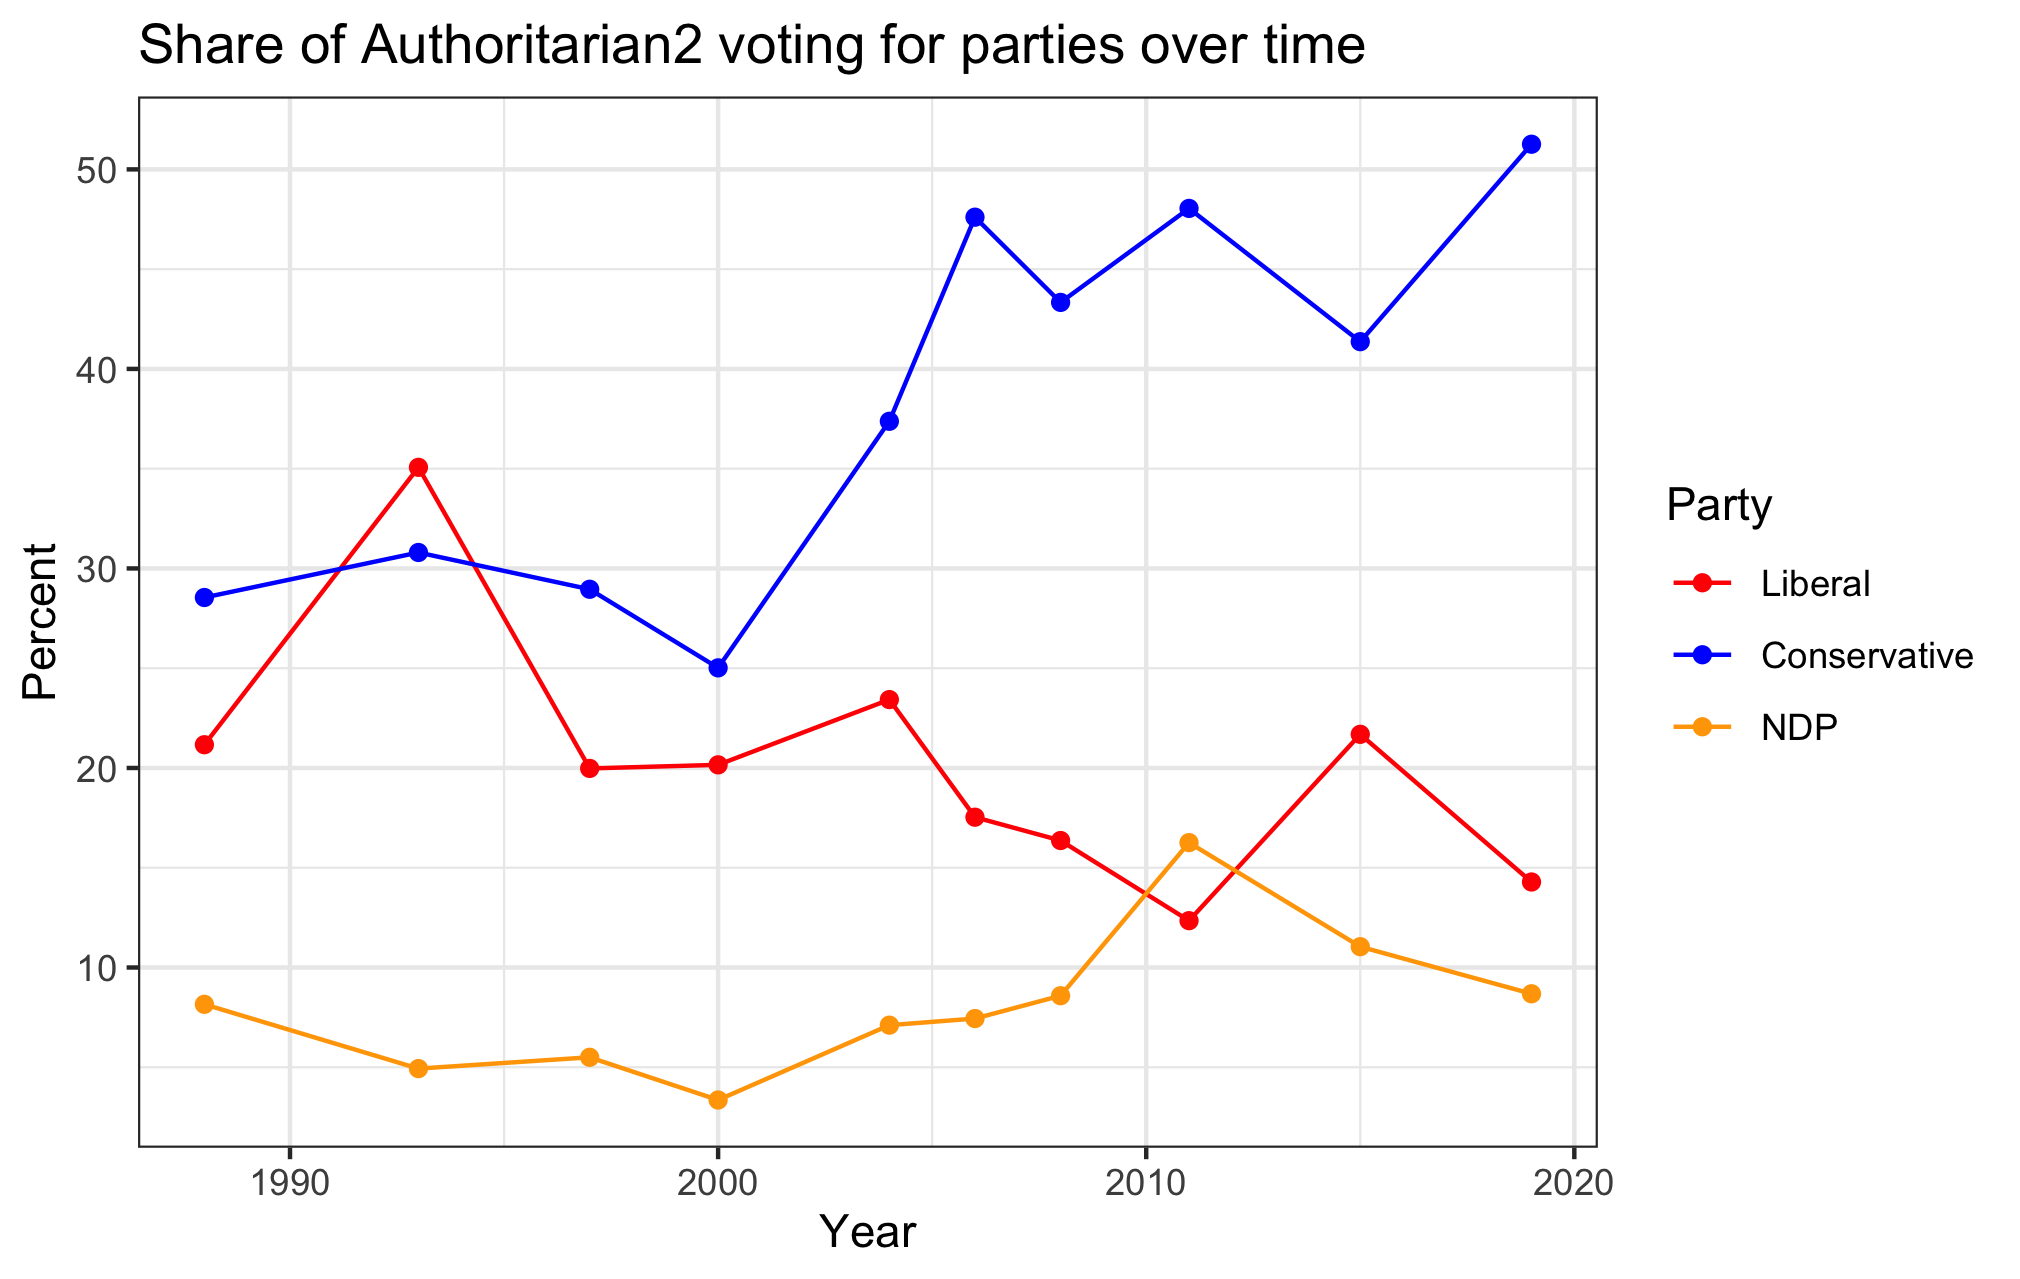 Share of Authoritarian2 voting for parties over time
Percent
50
40
30
20
10
1990 2000 2010 2020
Year
Party
Liberal
Conservative
NDP